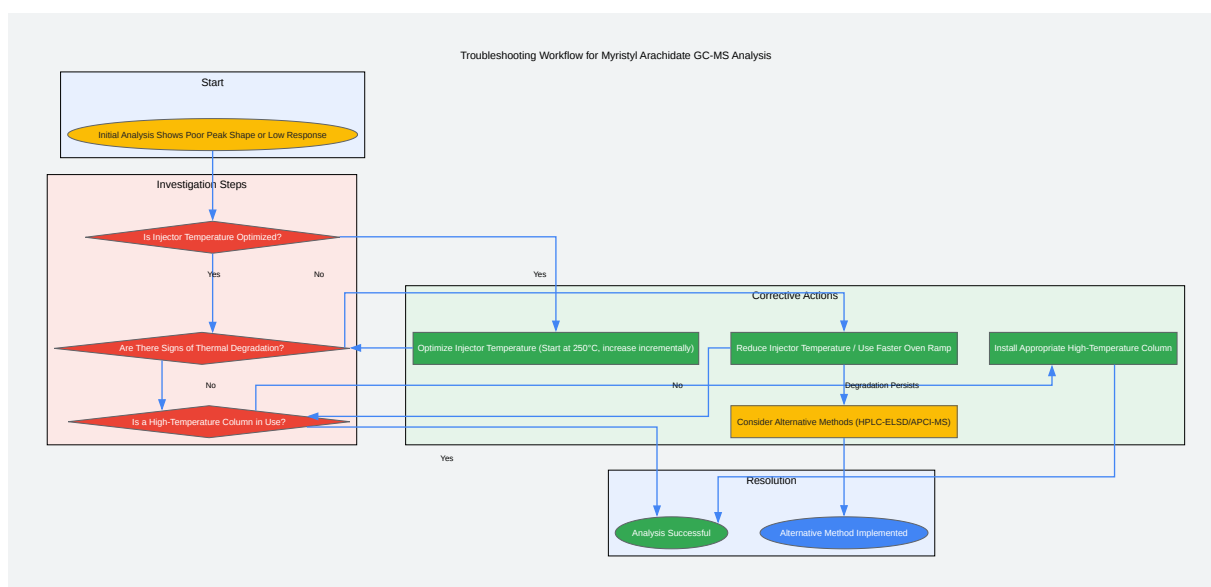 Troubleshooting Workflow for Myristyl Arachidate GC-MS Analysis
Start
Initial Analysis Shows Poor Peak Shape or Low Response
Investigation Steps
Is Injector Temperature Optimized?
Yes
No
Yes
Corrective Actions
Are There Signs of Thermal Degradation?
Optimize Injector Temperature (Start at 250°C, increase incrementally)
Reduce Injector Temperature / Use Faster Oven Ramp
Install Appropriate High-Temperature Column
No
No
Degradation Persists
Is a High-Temperature Column in Use?
Consider Alternative Methods (HPLC-ELSD/APCI-MS)
Yes
Resolution
Analysis Successful
Alternative Method Implemented